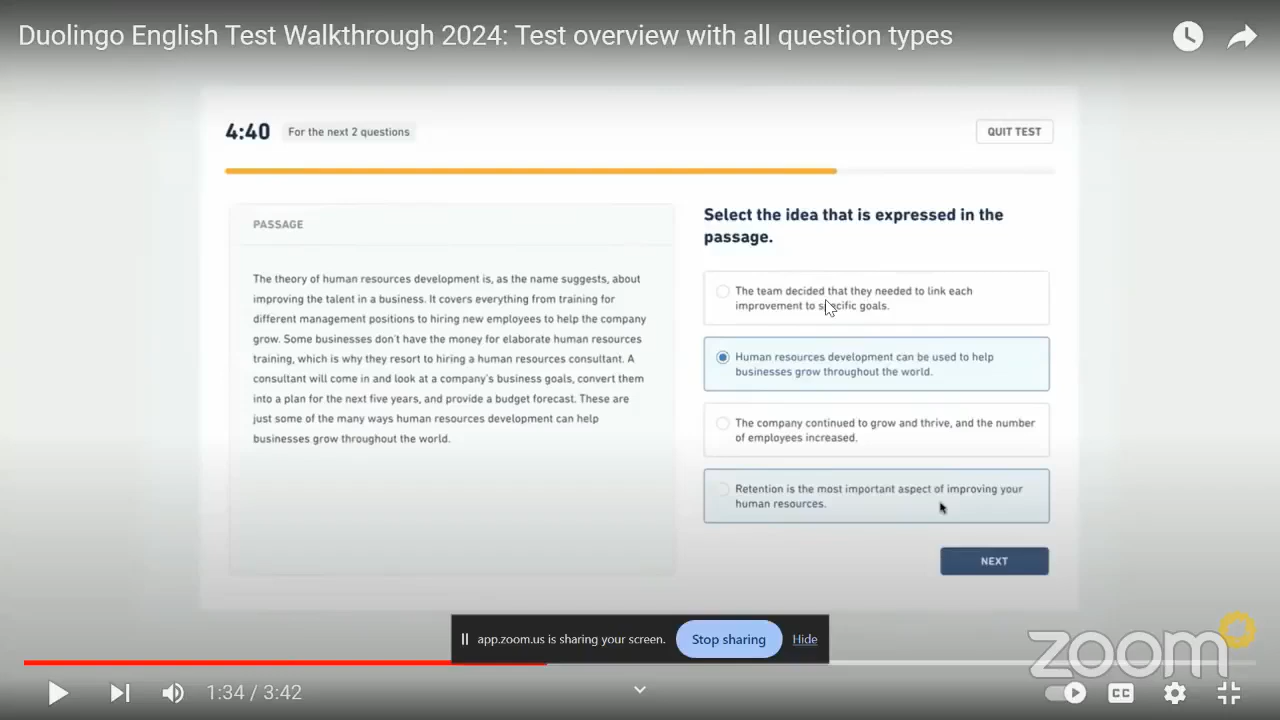 Duolingo English Test Walkthrough 2024: Test overview with all question types
4:40
For the next 2 questions
QUIT TEST
PASSAGE
The theory of human resources development is, as the name suggests, about
improving the talent in a business. It covers everything from training for
different management positions to hiring new employees to help the company
grow. Some businesses don't have the money for elaborate human resources
training, which is why they resort to hiring a human resources consultant. A
consultant will come in and look at a company's business goals, convert them
into a plan for the next five years, and provide a budget forecast. These are
just some of the many ways human resources development can help
businesses grow throughout the world.
Select the idea that is expressed in the
passage.
The team decided that they needed to link each
improvement to specific goals.
Human resources development can be used to help
businesses grow throughout the world.
The company continued to grow and thrive, and the number
of employees increased.
Retention is the most important aspect of improving your
human resources.
NEXT
app.zoom.us is sharing your screen.
Stop sharing
Hide
zoom
1:34 / 3:42
CC